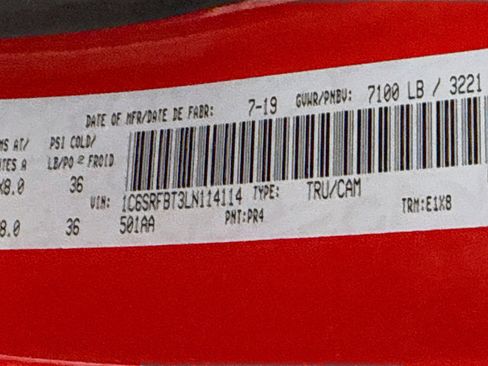 DATE OF MFR/DATE DE FABR: 7-19 GVWR/PNBV: 7100 LB / 3221
MS AT/ PSI COLD/
LB/PO² FROID
X8.0 36
VIN: 1C6SRFBT3LN114114 TYPE: TRU/CAM
8.0 36 501AA PNT:PR4 TRM:E1X8